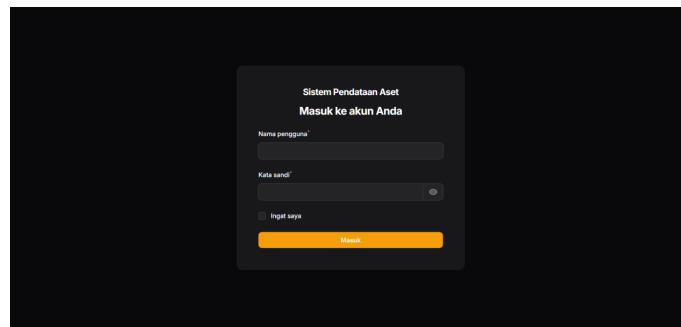 Sistem Pendataan Aset
Masuk ke akun Anda
Nama pengguna*
Kata sandi*
Ingat saya
Masuk